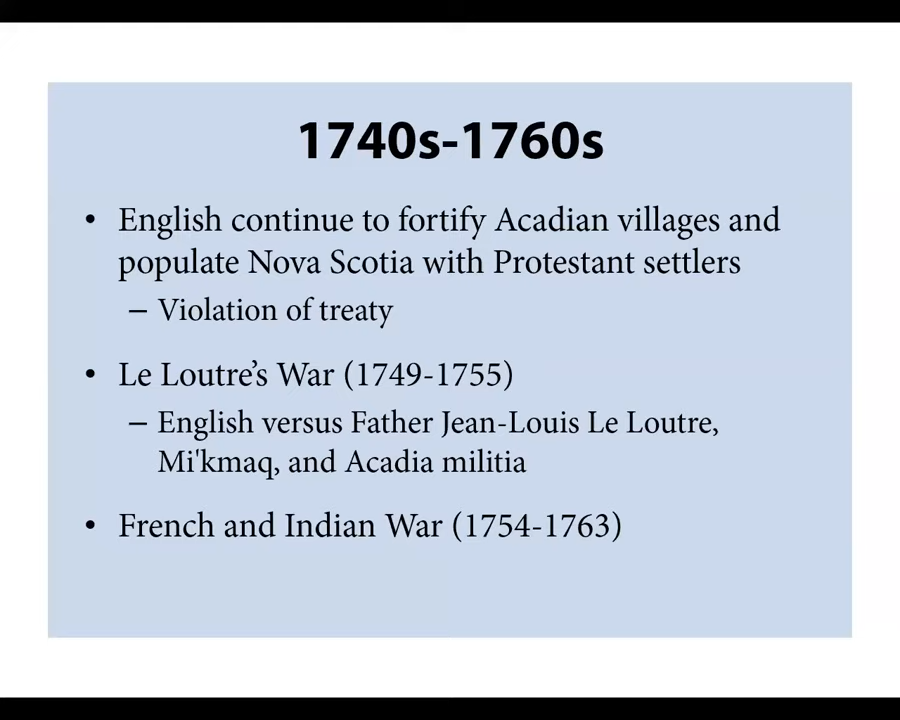 1740s-1760s
• English continue to fortify Acadian villages and
populate Nova Scotia with Protestant settlers
– Violation of treaty
• Le Loutre’s War (1749-1755)
– English versus Father Jean-Louis Le Loutre,
Mi'kmaq, and Acadia militia
• French and Indian War (1754-1763)